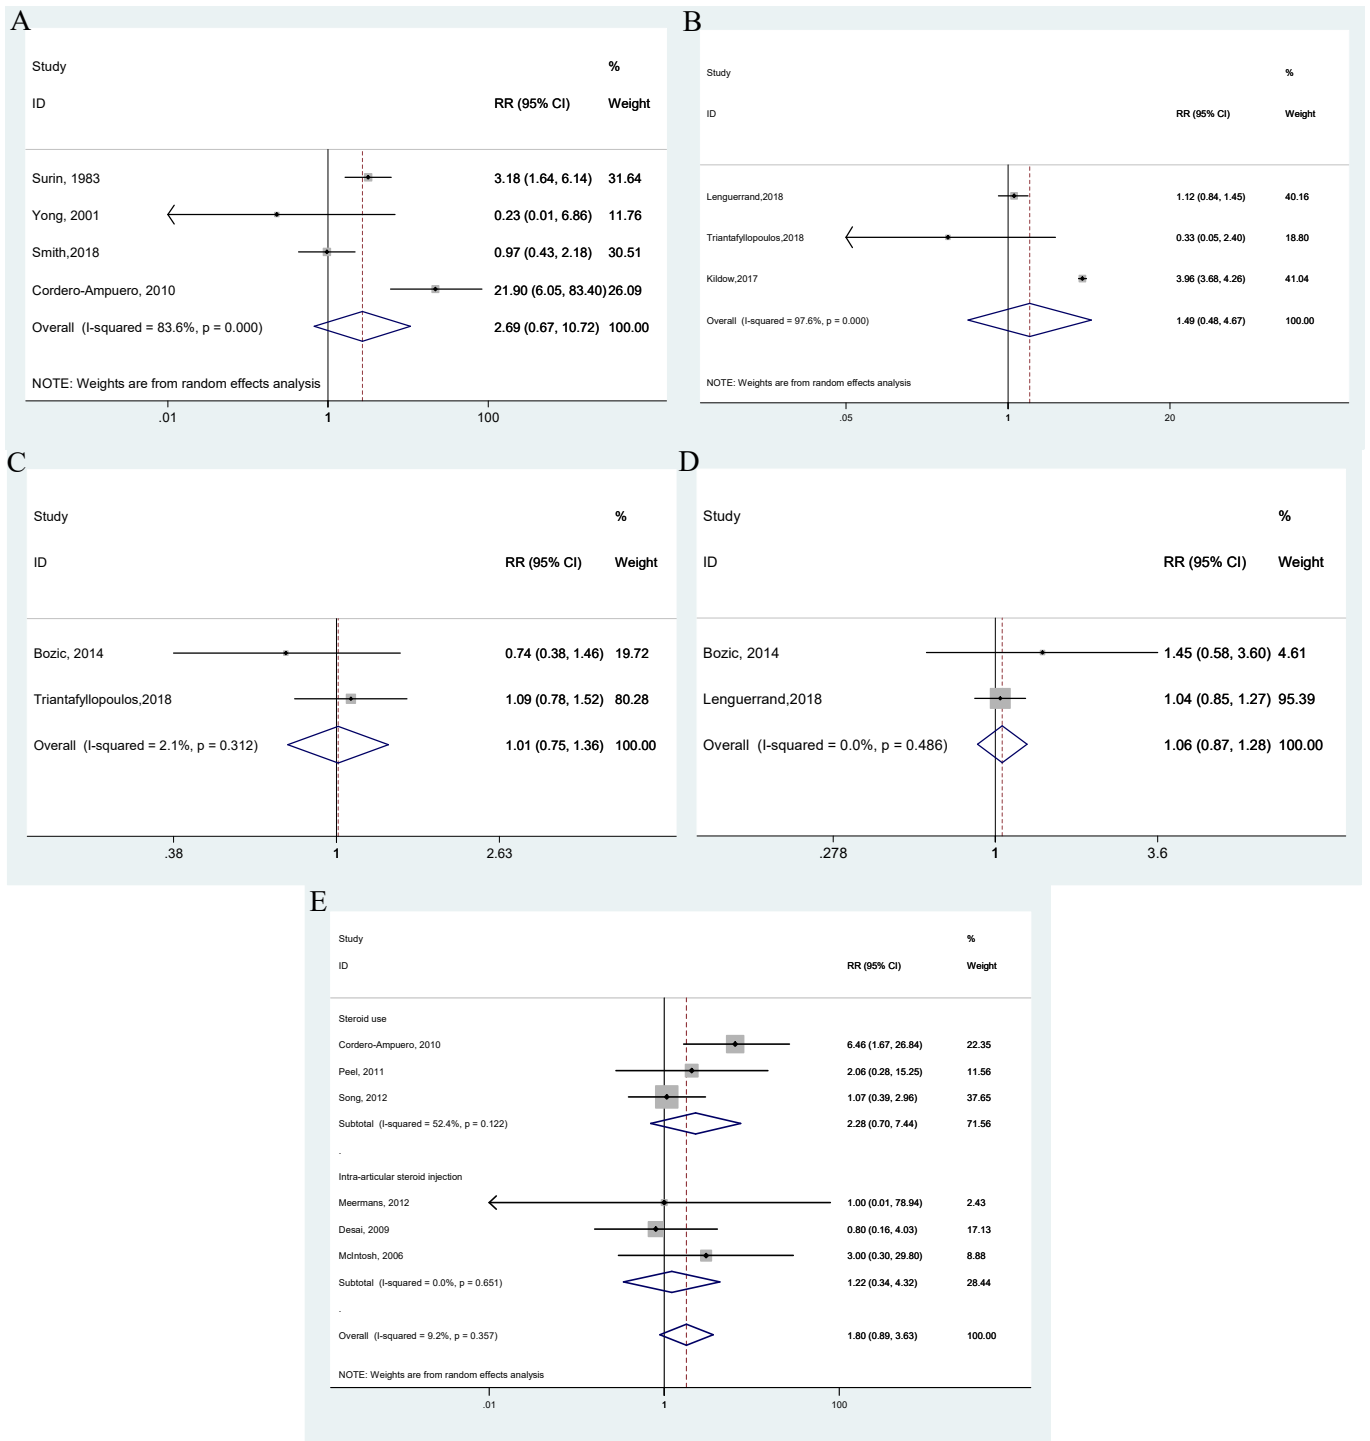 A
Study %
ID RR (95% CI) Weight
Surin, 1983 3.18 (1.64, 6.14) 31.64
Yong, 2001 0.23 (0.01, 6.86) 11.76
Smith,2018 0.97 (0.43, 2.18) 30.51
Cordero-Ampuero, 2010 21.90 (6.05, 83.40) 26.09
Overall (I-squared = 83.6%, p = 0.000) 2.69 (0.67, 10.72) 100.00
NOTE: Weights are from random effects analysis
.01 1 100
B
Study %
ID RR (95% CI) Weight
Lenguerrand,2018 1.12 (0.84, 1.45) 40.16
Triantafyllopoulos,2018 0.33 (0.05, 2.40) 18.80
Kildow,2017 3.96 (3.68, 4.26) 41.04
Overall (I-squared = 97.6%, p = 0.000) 1.49 (0.48, 4.67) 100.00
NOTE: Weights are from random effects analysis
.05 1 20
C
Study %
ID RR (95% CI) Weight
Bozic, 2014 0.74 (0.38, 1.46) 19.72
Triantafyllopoulos,2018 1.09 (0.78, 1.52) 80.28
Overall (I-squared = 2.1%, p = 0.312) 1.01 (0.75, 1.36) 100.00
.38 1 2.63
D
Study %
ID RR (95% CI) Weight
Bozic, 2014 1.45 (0.58, 3.60) 4.61
Lenguerrand,2018 1.04 (0.85, 1.27) 95.39
Overall (I-squared = 0.0%, p = 0.486) 1.06 (0.87, 1.28) 100.00
.278 1 3.6
E
Study %
ID RR (95% CI) Weight
Steroid use
Cordero-Ampuero, 2010 6.46 (1.67, 26.84) 22.35
Peel, 2011 2.06 (0.28, 15.25) 11.56
Song, 2012 1.07 (0.39, 2.96) 37.65
Subtotal (I-squared = 52.4%, p = 0.122) 2.28 (0.70, 7.44) 71.56
.
Intra-articular steroid injection
Meermans, 2012 1.00 (0.01, 78.94) 2.43
Desai, 2009 0.80 (0.16, 4.03) 17.13
McIntosh, 2006 3.00 (0.30, 29.80) 8.88
Subtotal (I-squared = 0.0%, p = 0.651) 1.22 (0.34, 4.32) 28.44
.
Overall (I-squared = 9.2%, p = 0.357) 1.80 (0.89, 3.63) 100.00
NOTE: Weights are from random effects analysis
.01 1 100